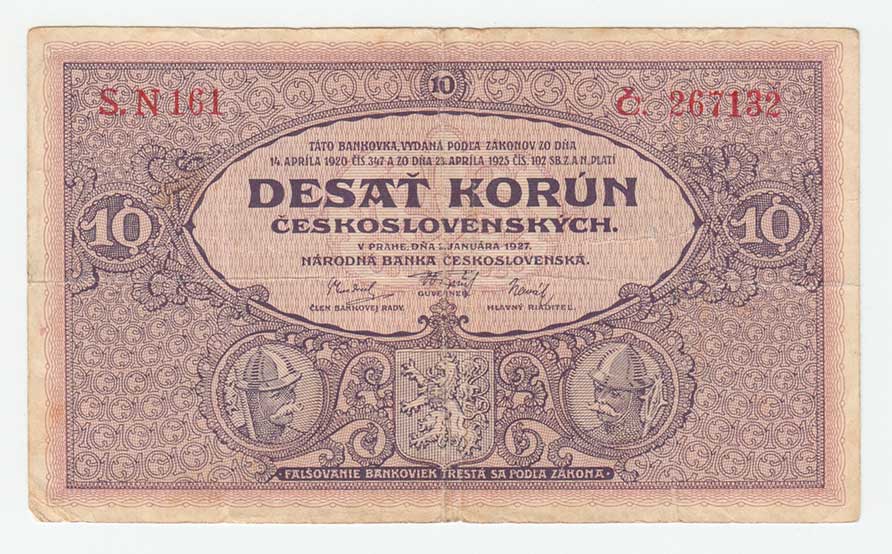 10
S. N 161
Č. 267132
TÁTO BANKOVKA, VYDANÁ PODĽA ZÁKONOV ZO DŇA
14. APRÍLA 1920 ČÍS 347 A ZO DŇA 23. APRÍLA 1925 ČÍS. 102 SB. Z. A N. PLATÍ
DESAŤ KORÚN
ČESKOSLOVENSKÝCH.
10
10
V PRAHE, DŇA 2. JANUÁRA 1927.
NÁRODNÁ BANKA ČESKOSLOVENSKÁ.
ČLEN BANKOVEJ RADY.
GUVERNER.
HLAVNÝ RIADITEĽ.
FALŠOVANIE BANKOVIEK TRESTÁ SA PODĽA ZÁKONA